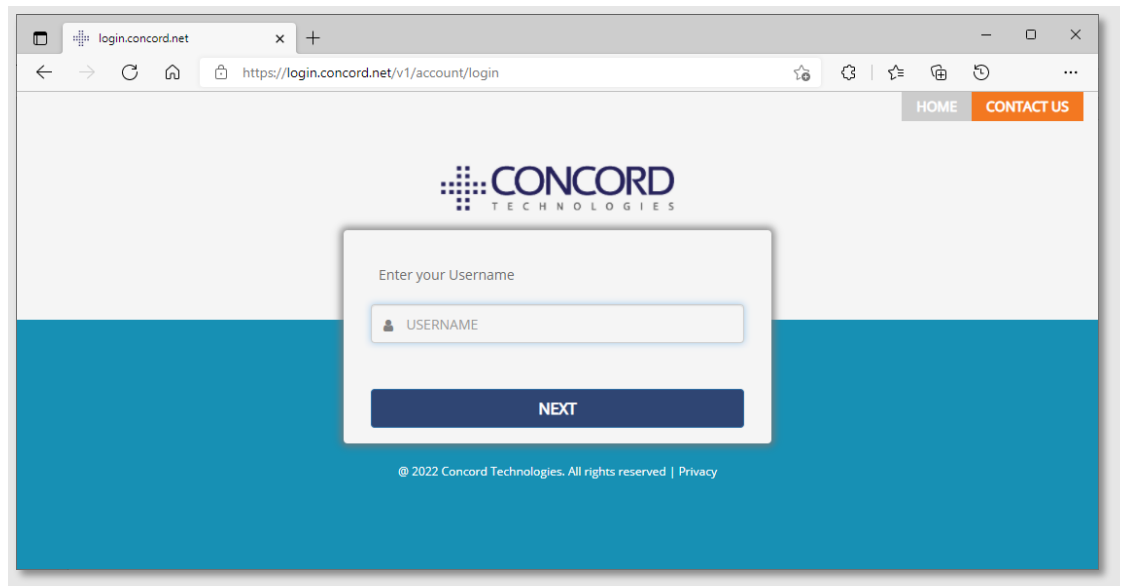 login.concord.net
https://login.concord.net/v1/account/login
HOME CONTACT US
CONCORD
TECHNOLOGIES
Enter your Username
USERNAME
NEXT
@ 2022 Concord Technologies. All rights reserved | Privacy